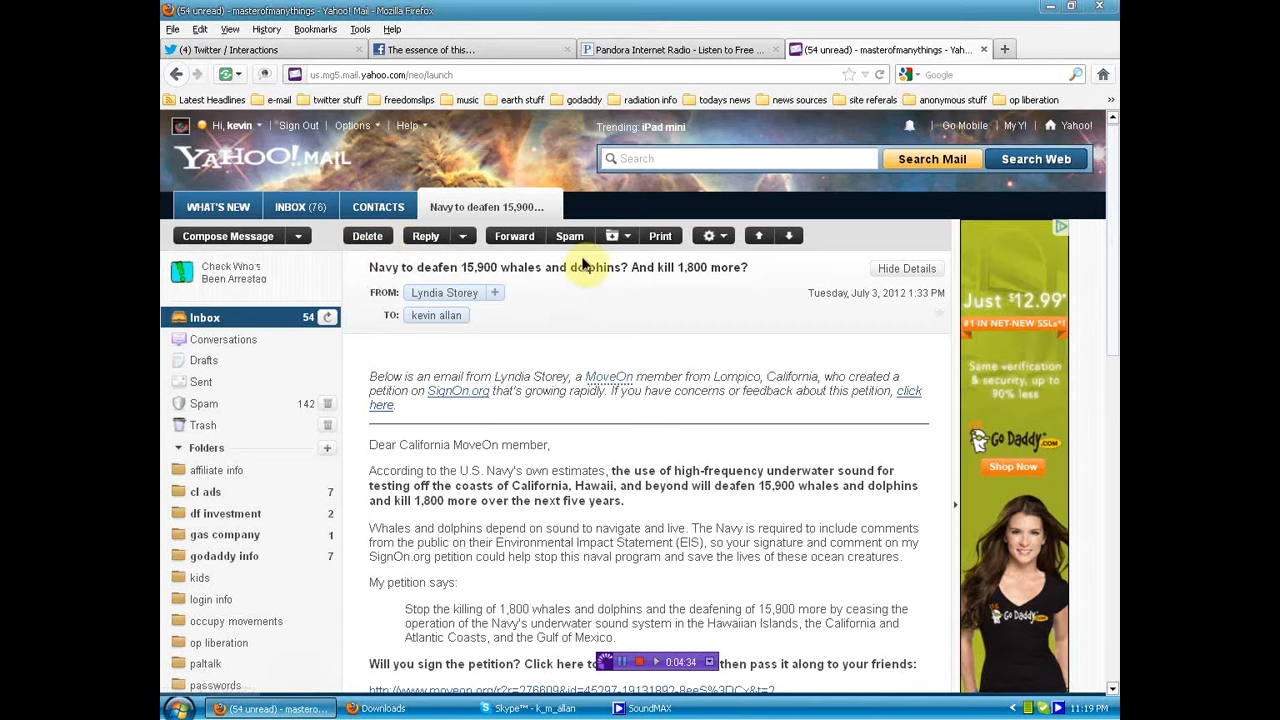 (54 unread) - masterofmanythings - Yahoo! Mail - Mozilla Firefox
File Edit View History Bookmarks Tools Help
(4) Twitter / Interactions
The essence of this...
Pandora Internet Radio - Listen to Free ...
(54 unread) - masterofmanythings - Yah...
us.mg5.mail.yahoo.com/neo/launch
Google
Latest Headlines e-mail twitter stuff freedomslips music earth stuff godaddy radiation info todays news news sources site referals anonymous stuff op liberation
Hi, kevin Sign Out Options Help
Trending: iPad mini
Go Mobile My Y! Yahoo!
YAHOO! MAIL
Search
Search Mail
Search Web
WHAT'S NEW INBOX (76) CONTACTS Navy to deafen 15,900...
Compose Message Delete Reply Forward Spam Print
Check Who's
Been Arrested
Inbox 54
Conversations
Drafts
Sent
Spam 142
Trash
Folders
affiliate info
cl ads 7
df investment 2
gas company 1
godaddy info 7
kids
login info
occupy movements
op liberation
paltalk
passwords
Navy to deafen 15,900 whales and dolphins? And kill 1,800 more?
Hide Details
FROM: Lyndia Storey
Tuesday, July 3, 2012 1:33 PM
TO: kevin allan
Below is an email from Lyndia Storey, a MoveOn member from Lompico, California, who created a
petition on SignOn.org that's growing rapidly. If you have concerns or feedback about this petition, click
here.
Dear California MoveOn member,
According to the U.S. Navy's own estimates, the use of high-frequency underwater sound for
testing off the coasts of California, Hawaii, and beyond will deafen 15,900 whales and dolphins
and kill 1,800 more over the next five years.
Whales and dolphins depend on sound to navigate and live. The Navy is required to include comments
from the public on their Environmental Impact Statement (EIS), so your signature and comment on my
SignOn.org petition could help stop this naval program and save the lives of these ocean creatures.
My petition says:
Stop the killing of 1,800 whales and dolphins and the deafening of 15,900 more by ceasing the
operation of the Navy's underwater sound system in the Hawaiian Islands, the California and
Atlantic Coasts, and the Gulf of Mexico.
Will you sign the petition? Click here to then pass it along to your friends:
0:04:34
Just $12.99*
#1 IN NET-NEW SSLs*!
Same verification
& security, up to
90% less
Go Daddy.com
Shop Now
(54 unread) - mastero...
Downloads
Skype™ - k_m_allan
SoundMAX
11:19 PM